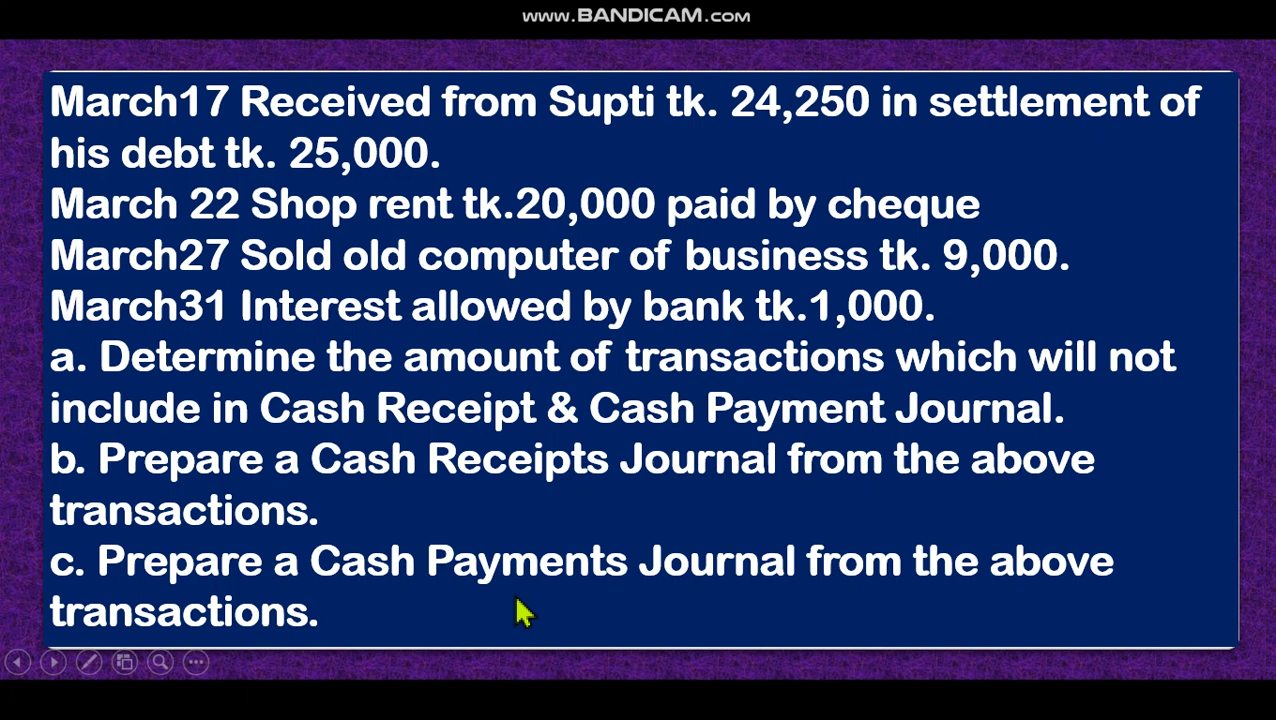 www.BANDICAM.com
March17 Received from Supti tk. 24,250 in settlement of
his debt tk. 25,000.
March 22 Shop rent tk.20,000 paid by cheque
March27 Sold old computer of business tk. 9,000.
March31 Interest allowed by bank tk.1,000.
a. Determine the amount of transactions which will not
include in Cash Receipt & Cash Payment Journal.
b. Prepare a Cash Receipts Journal from the above
transactions.
c. Prepare a Cash Payments Journal from the above
transactions.